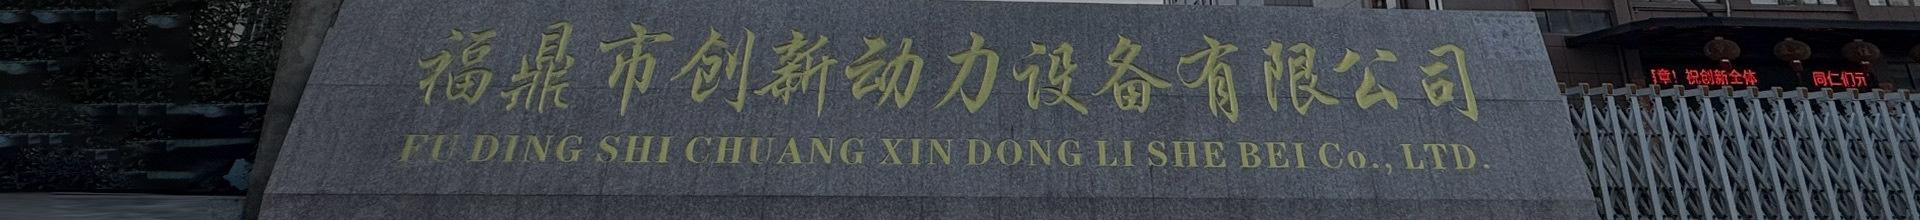 福鼎市创新动力设备有限公司
FU DING SHI CHUANG XIN DONG LI SHE BEI Co., LTD.
章！祝创新全体 同仁们元